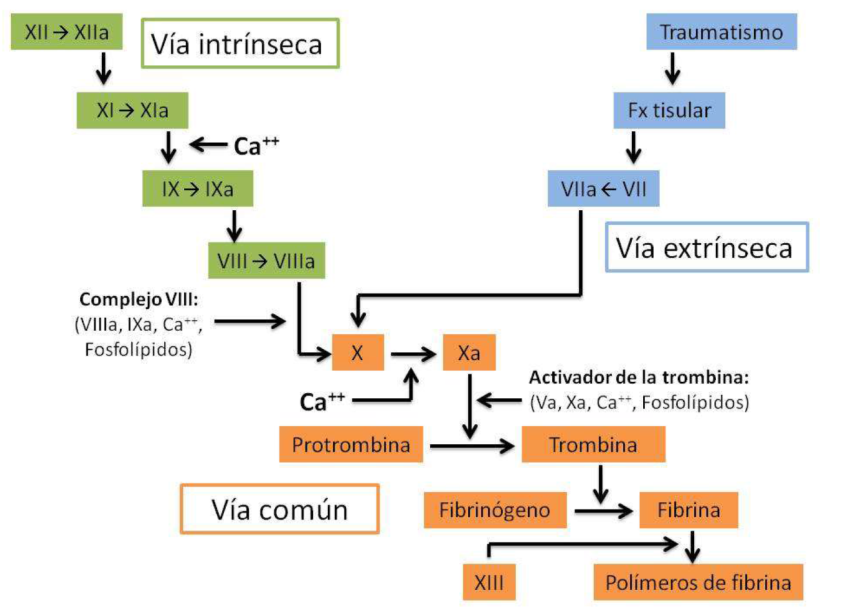 XII → XIIa
Vía intrínseca
Traumatismo
XI → XIa
Fx tisular
Ca⁺⁺
IX → IXa
VIIa ← VII
Vía extrínseca
VIII → VIIIa
Complejo VIII:
(VIIIa, IXa, Ca⁺⁺,
Fosfolípidos)
X
Xa
Ca⁺⁺
Activador de la trombina:
(Va, Xa, Ca⁺⁺, Fosfolípidos)
Protrombina
Trombina
Vía común
Fibrinógeno
Fibrina
XIII
Polímeros de fibrina